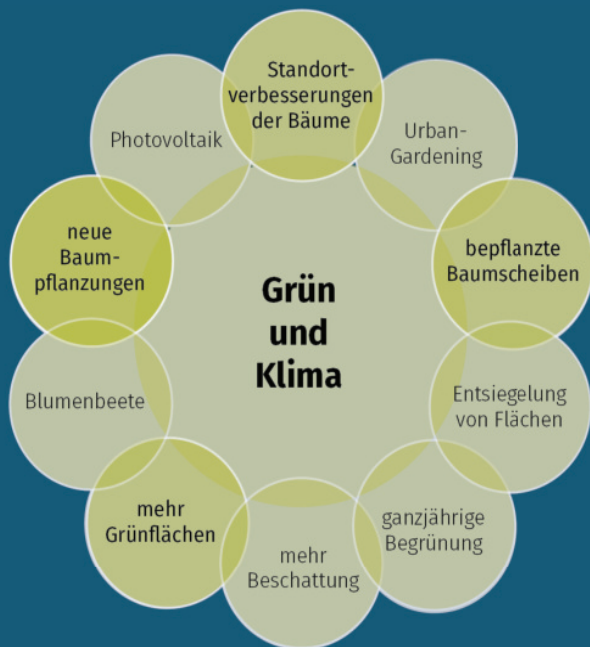 Standort-
verbesserungen
der Bäume
Urban-
Gardening
bepflanzte
Baumscheiben
Entsiegelung
von Flächen
ganzjährige
Begrünung
mehr
Beschattung
mehr
Grünflächen
Blumenbeete
neue
Baum-
pflanzungen
Photovoltaik
Grün
und
Klima